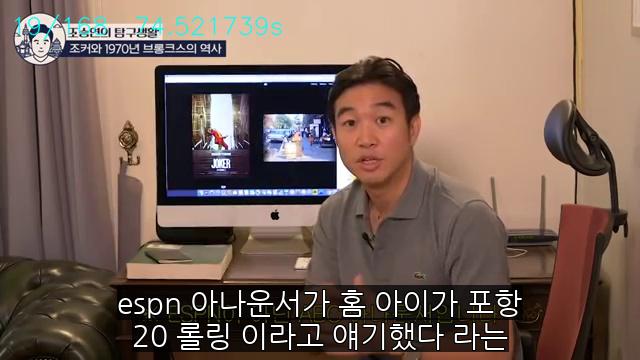 19/168 74.521739s
조승연의 탐구생활
조커와 1970년 브롱크스의 역사
JOKER
espn 아나운서가 홈 아이가 포항
20 롤링 이라고 얘기했다 라는